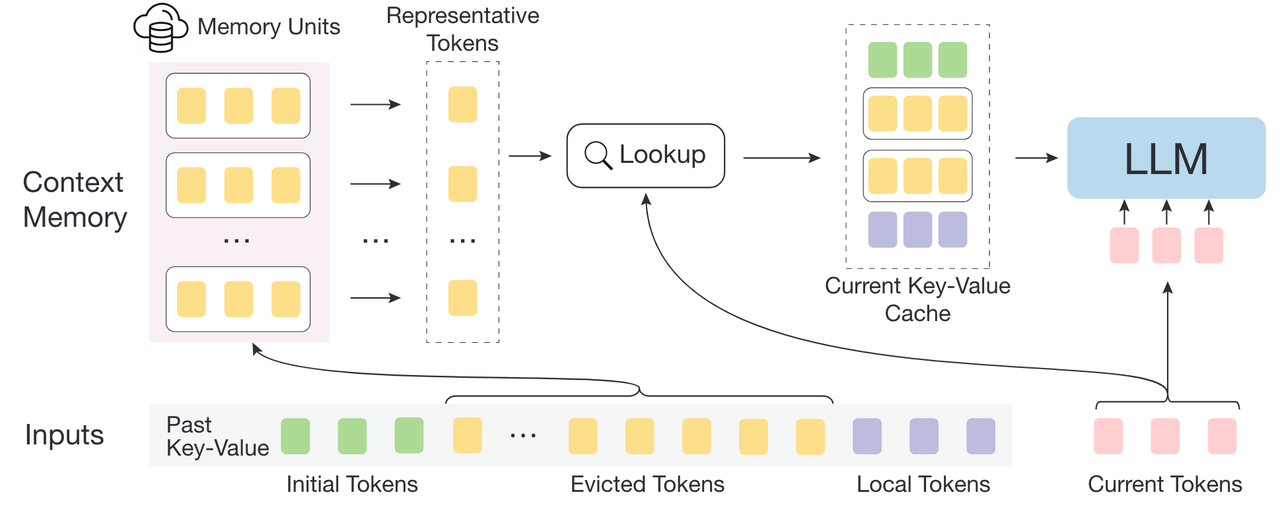 Memory Units
Representative
Tokens
Lookup
LLM
Context
Memory
...
...
...
Current Key-Value
Cache
Inputs
Past
Key-Value
...
Initial Tokens
Evicted Tokens
Local Tokens
Current Tokens